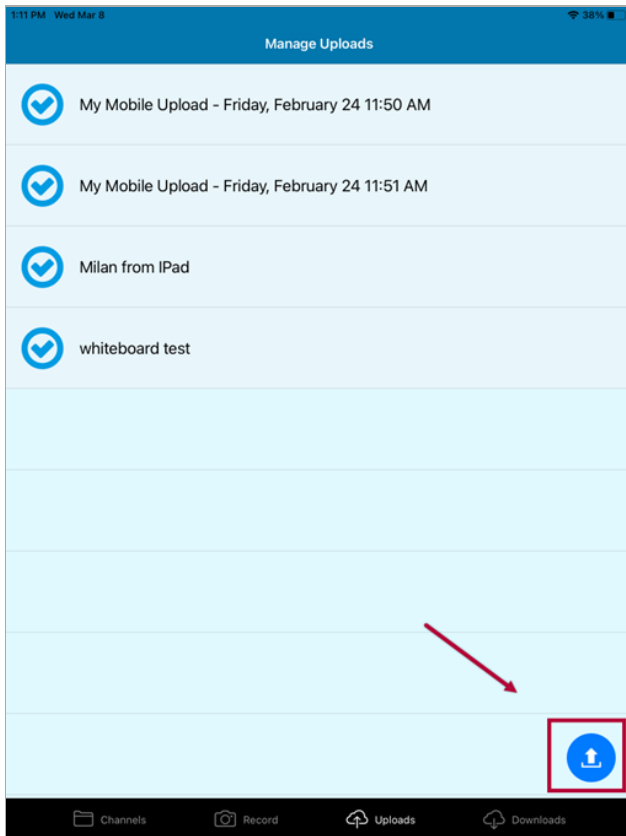 1:11 PM Wed Mar 8 38%
Manage Uploads
My Mobile Upload - Friday, February 24 11:50 AM
My Mobile Upload - Friday, February 24 11:51 AM
Milan from IPad
whiteboard test
Channels Record Uploads Downloads